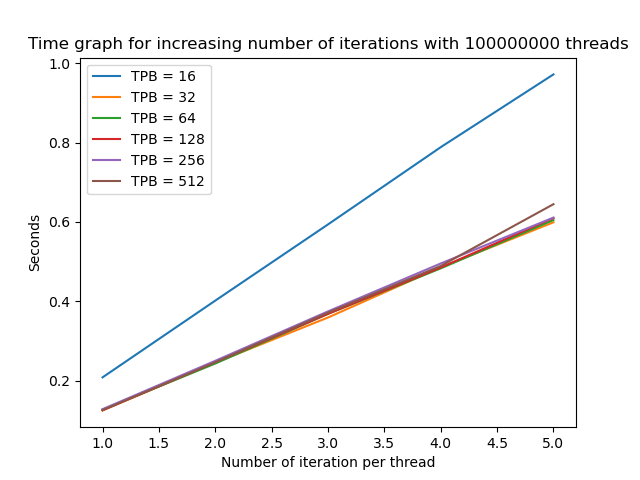 Time graph for increasing number of iterations with 100000000 threads
1.0
0.8
0.6
0.4
0.2
Seconds
TPB = 16
TPB = 32
TPB = 64
TPB = 128
TPB = 256
TPB = 512
1.0 1.5 2.0 2.5 3.0 3.5 4.0 4.5 5.0
Number of iteration per thread